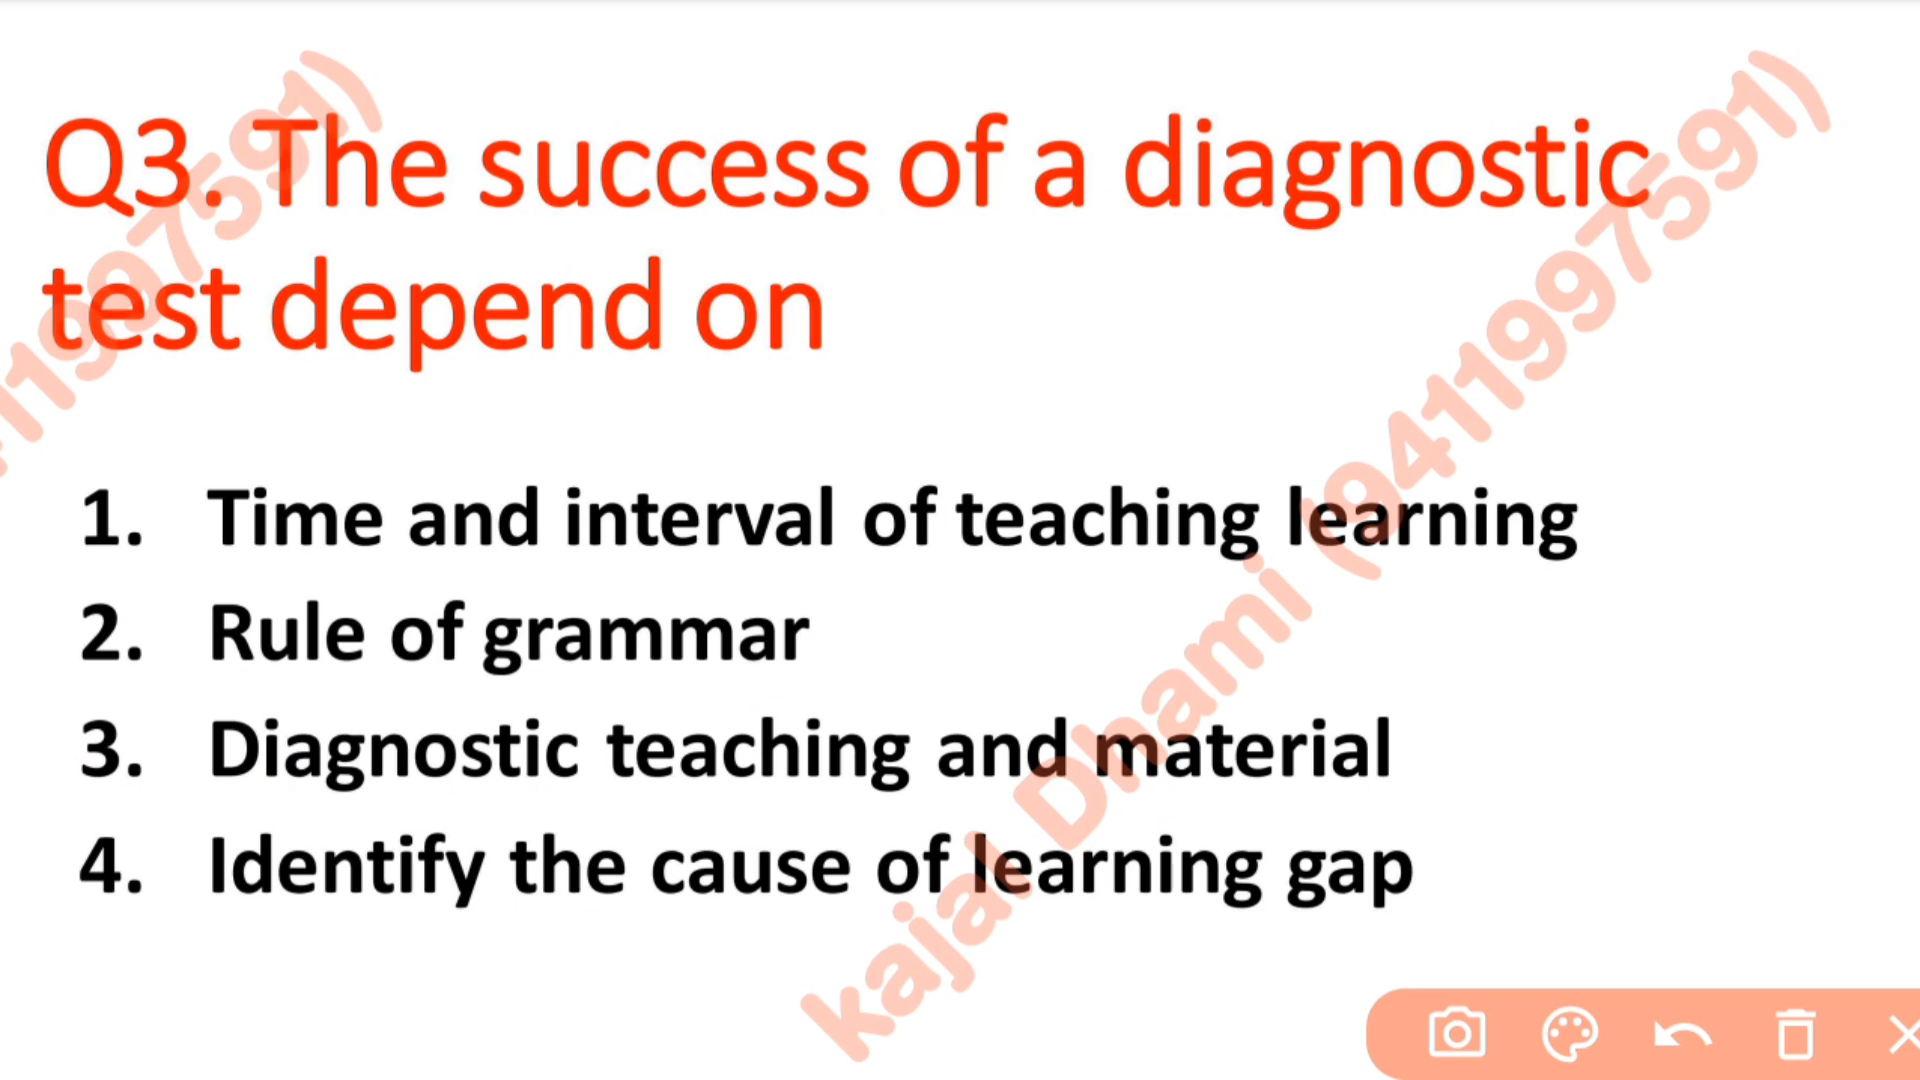 Q3. The success of a diagnostic
test depend on
1. Time and interval of teaching learning
2. Rule of grammar
3. Diagnostic teaching and material
4. Identify the cause of learning gap
kajal Dhami (9411997591)
11997591)